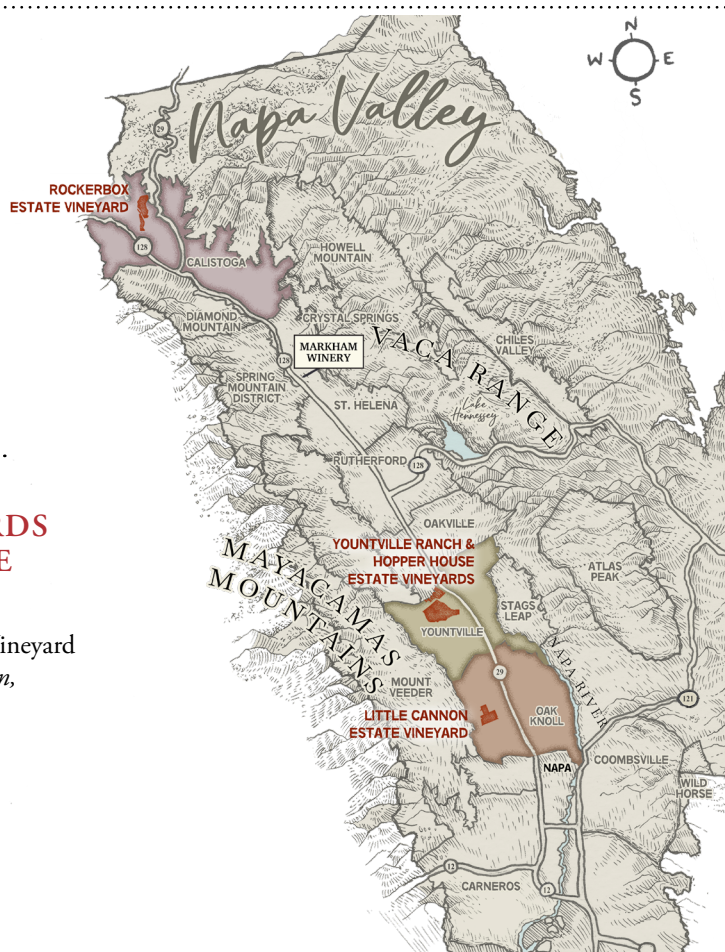 N
W E
S
Napa Valley
29
ROCKERBOX
ESTATE VINEYARD
128
CALISTOGA
HOWELL
MOUNTAIN
DIAMOND
MOUNTAIN
CRYSTAL SPRINGS
MARKHAM
WINERY
128
VACA RANGE
CHILES
VALLEY
SPRING
MOUNTAIN
DISTRICT
ST. HELENA
Lake
Hennessey
RUTHERFORD
128
RDS
E
ineyard
n,
OAKVILLE
YOUNTVILLE RANCH &
HOPPER HOUSE
ESTATE VINEYARDS
ATLAS
PEAK
MAYACAMAS
MOUNTAINS
STAGS
LEAP
YOUNTVILLE
NAPA RIVER
29
MOUNT
VEEDER
121
LITTLE CANNON
ESTATE VINEYARD
OAK
KNOLL
NAPA
COOMBSVILLE
WILD
HORSE
12
CARNEROS
12